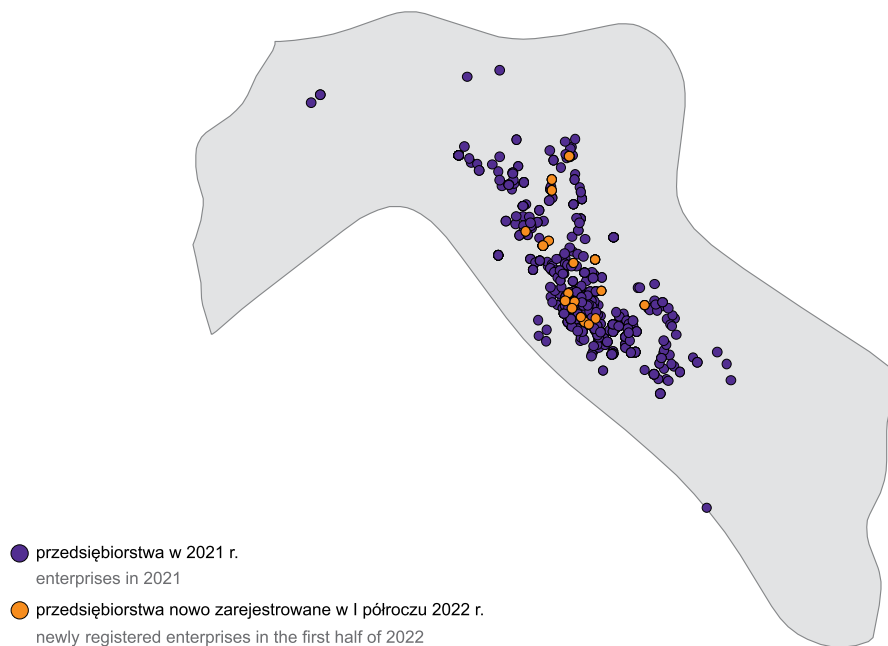 przedsiębiorstwa w 2021 r.
enterprises in 2021
przedsiębiorstwa nowo zarejestrowane w I półroczu 2022 r.
newly registered enterprises in the first half of 2022